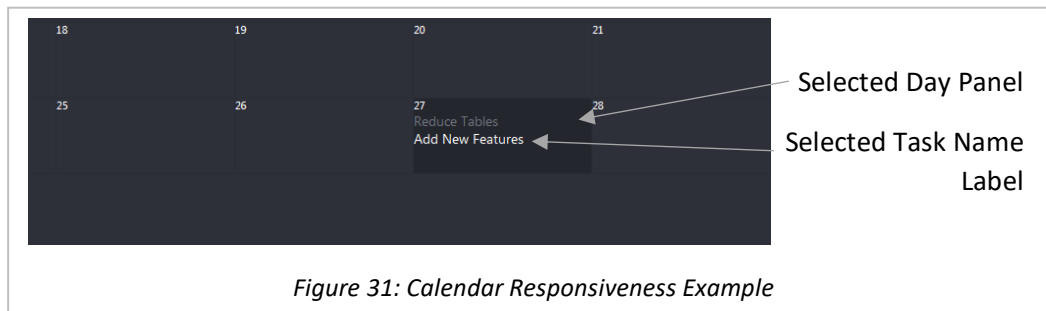 18 19 20 21
Selected Day Panel
25 26 27 28
Reduce Tables
Add New Features
Selected Task Name
Label
Figure 31: Calendar Responsiveness Example